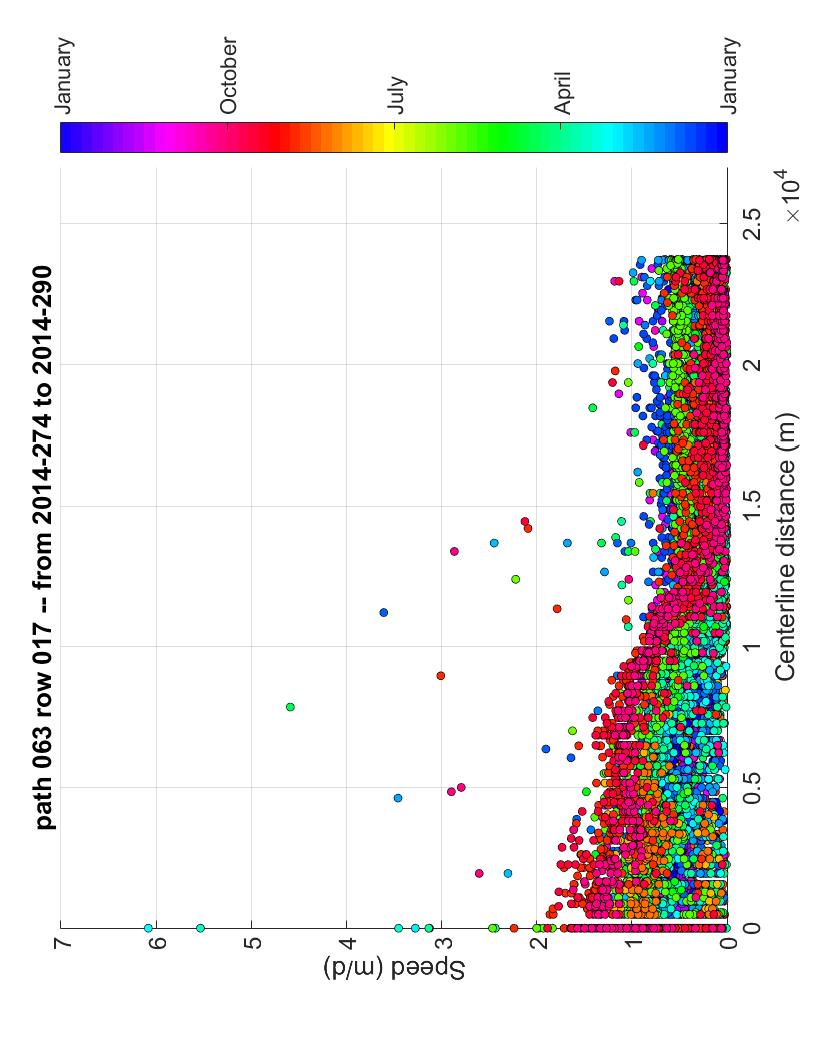 path 063 row 017 -- from 2014-274 to 2014-290
7
6
5
4
3
2
1
0
Speed (m/d)
0 0.5 1 1.5 2 2.5
×10^4
Centerline distance (m)
January
October
July
April
January